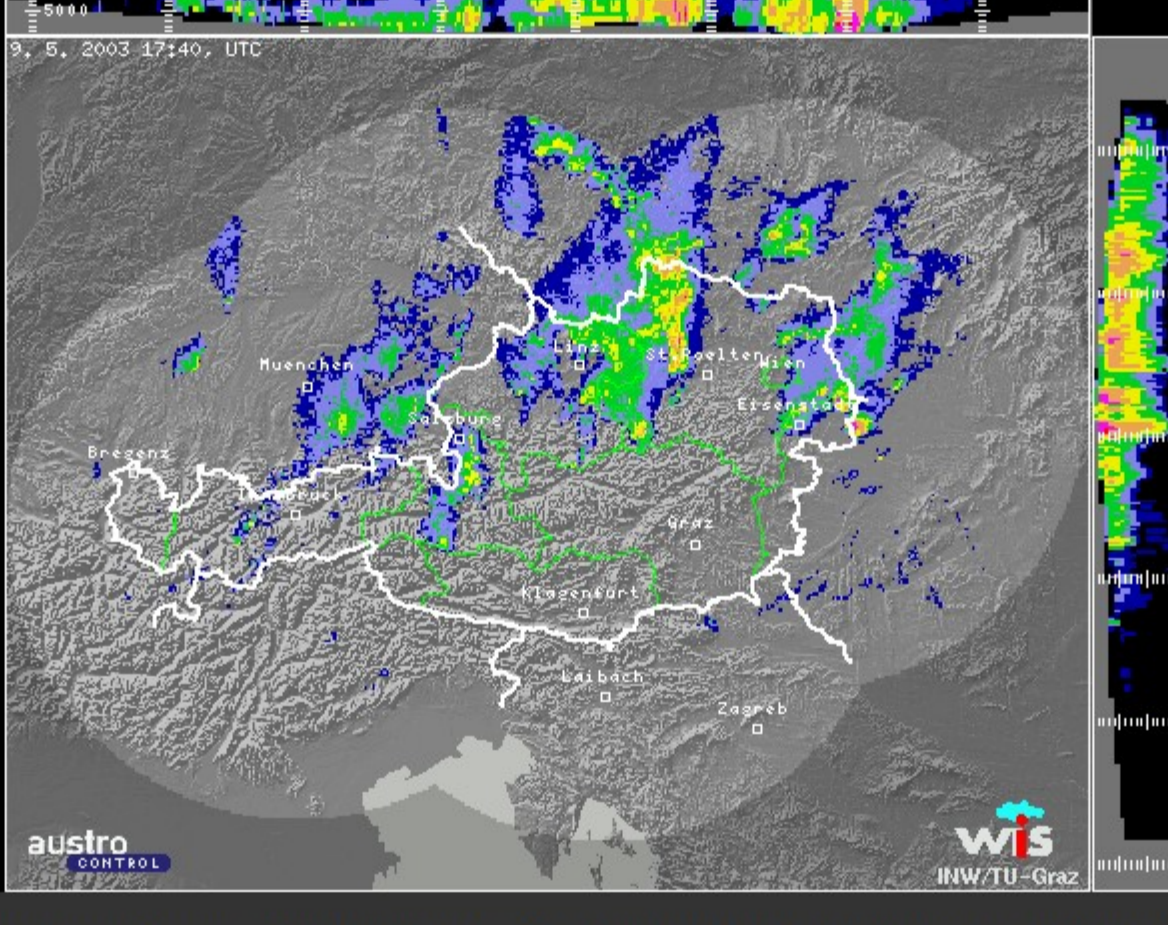 5000
9. 5. 2003 17:40, UTC
Linz
St.Poelten
Wien
Muenchen
Eisenstadt
Salzburg
Bregenz
Innsbruck
Graz
Klagenfurt
Laibach
Zagreb
austro
CONTROL
wis
INW/TU-Graz